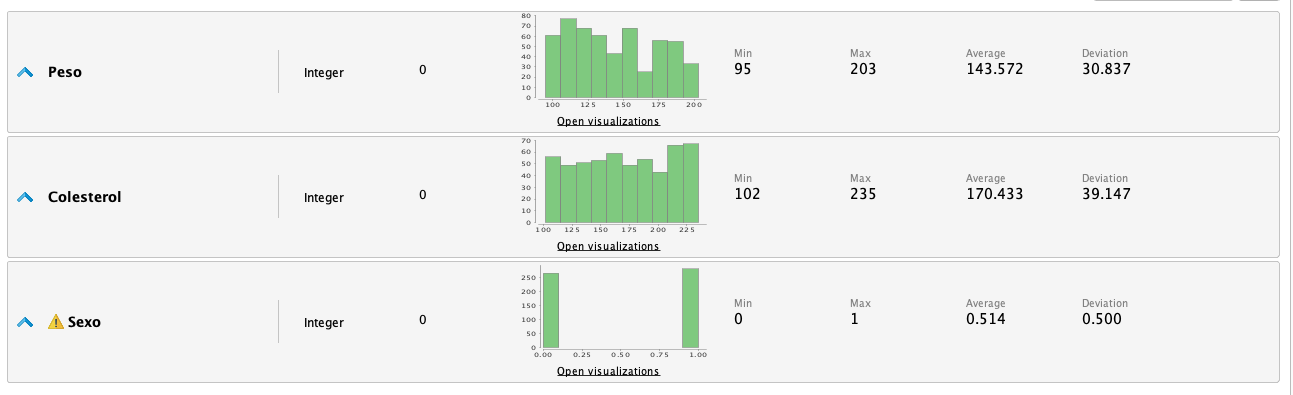 Peso
Integer
0
80
70
60
50
40
30
20
10
0
100 125 150 175 200
Open visualizations
Min Max Average Deviation
95 203 143.572 30.837
Colesterol
Integer
0
70
60
50
40
30
20
10
0
100 125 150 175 200 225
Open visualizations
Min Max Average Deviation
102 235 170.433 39.147
Sexo
Integer
0
250
200
150
100
50
0
0.00 0.25 0.50 0.75 1.00
Open visualizations
Min Max Average Deviation
0 1 0.514 0.500